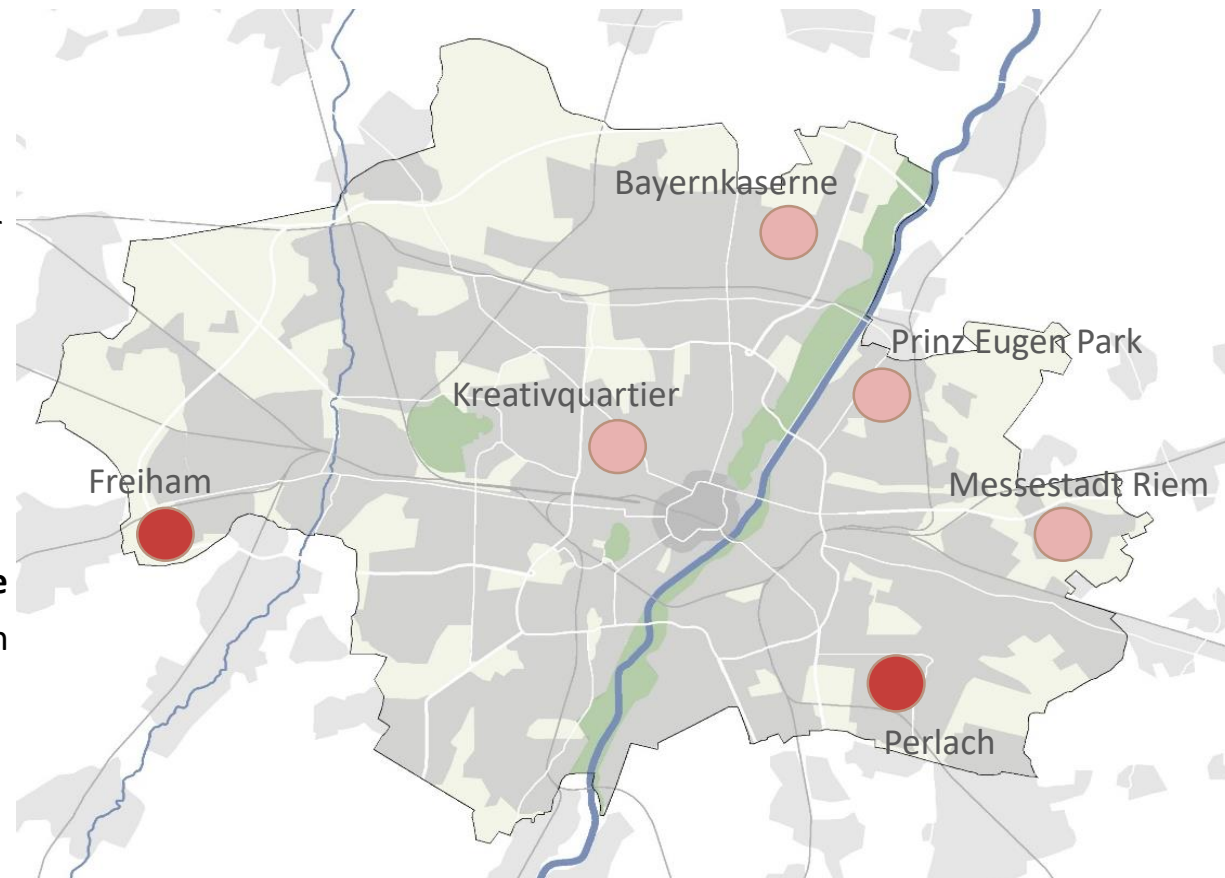 Bayernkaserne
Prinz Eugen Park
Kreativquartier
Freiham
Messestadt Riem
Perlach